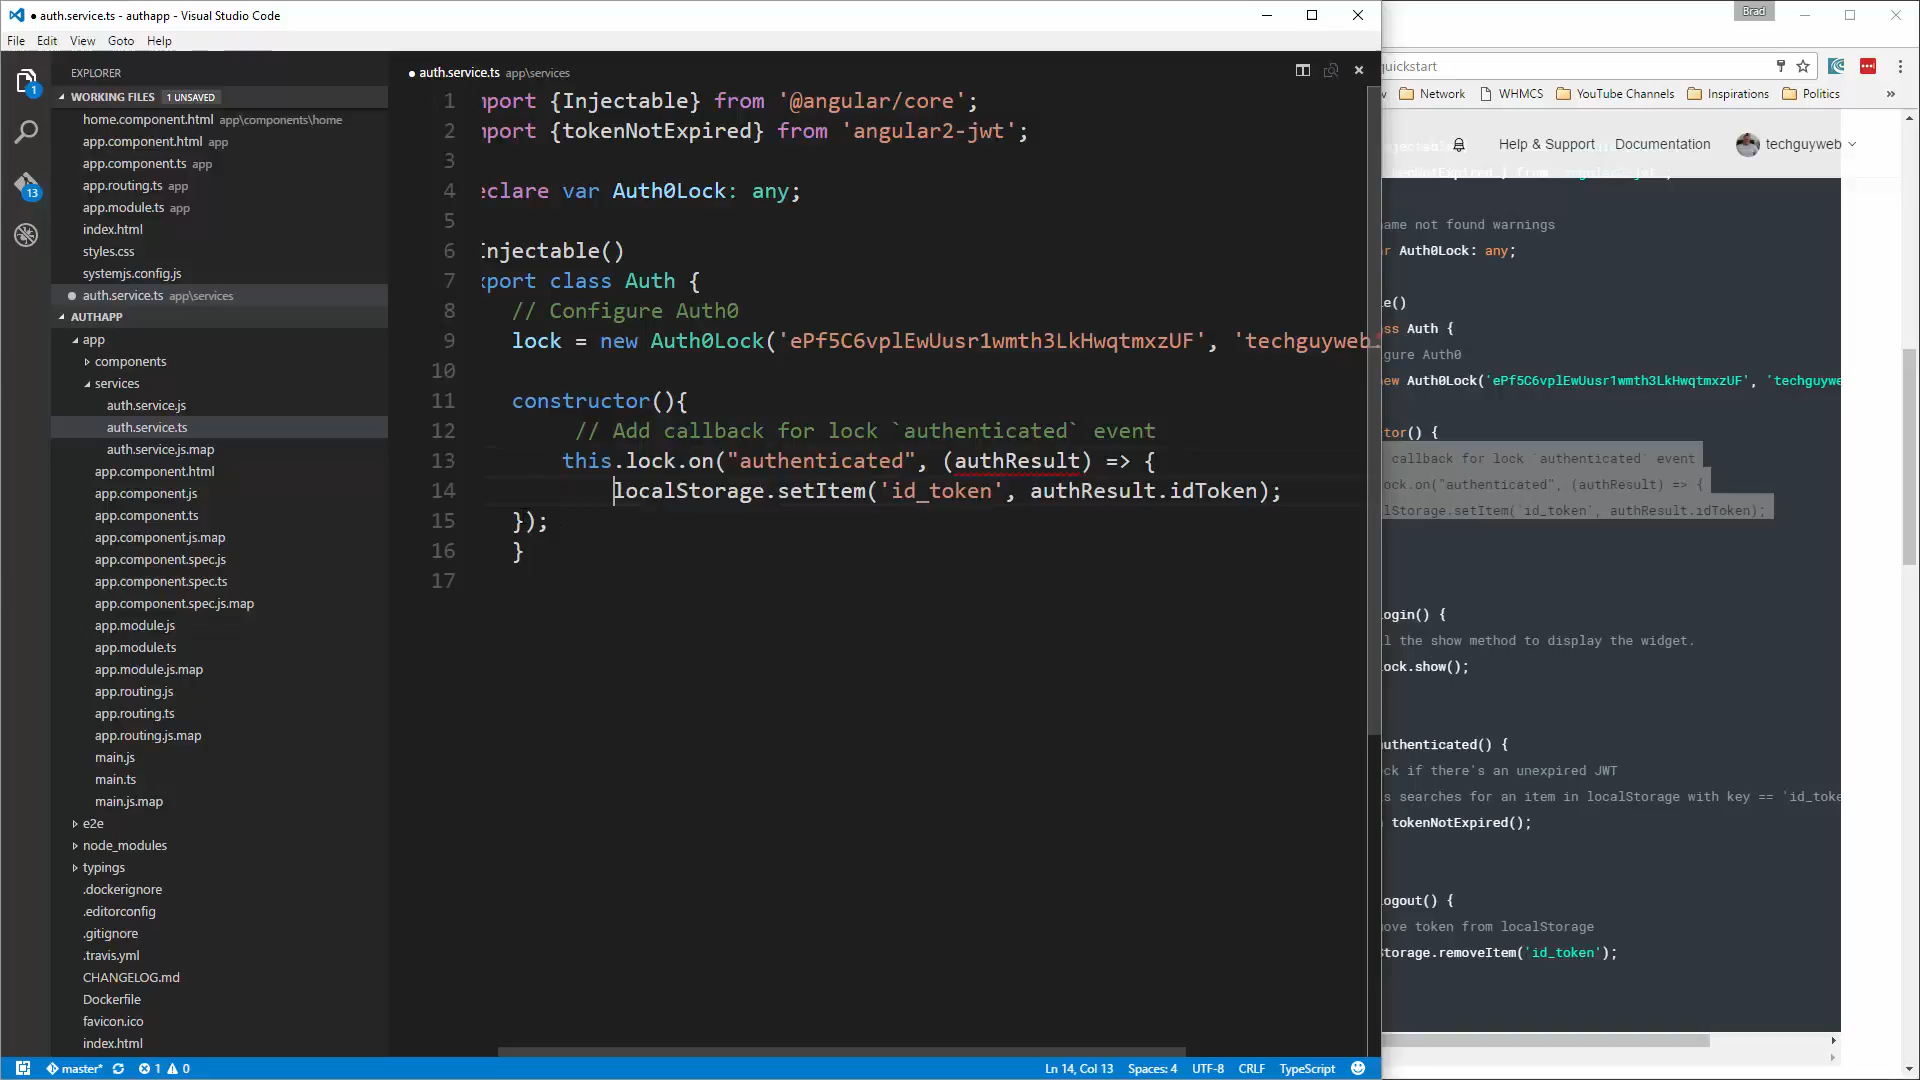 ● auth.service.ts - authapp - Visual Studio Code
File Edit View Goto Help
EXPLORER
WORKING FILES 1 UNSAVED
home.component.html app\components\home
app.component.html app
app.component.ts app
app.routing.ts app
app.module.ts app
index.html
styles.css
systemjs.config.js
auth.service.ts app\services
AUTHAPP
app
components
services
auth.service.js
auth.service.ts
auth.service.js.map
app.component.html
app.component.js
app.component.ts
app.component.js.map
app.component.spec.js
app.component.spec.ts
app.component.spec.js.map
app.module.js
app.module.ts
app.module.js.map
app.routing.js
app.routing.ts
app.routing.js.map
main.js
main.ts
main.js.map
e2e
node_modules
typings
.dockerignore
.editorconfig
.gitignore
.travis.yml
CHANGELOG.md
Dockerfile
favicon.ico
index.html
1
13
● auth.service.ts app\services
1 mport {Injectable} from '@angular/core';
2 mport {tokenNotExpired} from 'angular2-jwt';
3
4 eclare var Auth0Lock: any;
5
6 Injectable()
7 xport class Auth {
8 // Configure Auth0
9 lock = new Auth0Lock('ePf5C6vplEwUusr1wmth3LkHwqtmxzUF', 'techguyweb.
10
11 constructor(){
12 // Add callback for lock `authenticated` event
13 this.lock.on("authenticated", (authResult) => {
14 localStorage.setItem('id_token', authResult.idToken);
15 });
16 }
17
master* 1 0
Ln 14, Col 13 Spaces: 4 UTF-8 CRLF TypeScript
Brad
quickstart
Network WHMCS YouTube Channels Inspirations Politics »
Help & Support Documentation techguyweb
ame not found warnings
r Auth0Lock: any;
e()
ss Auth {
gure Auth0
new Auth0Lock('ePf5C6vplEwUusr1wmth3LkHwqtmxzUF', 'techguywe
tor() {
callback for lock `authenticated` event
ock.on("authenticated", (authResult) => {
lStorage.setItem('id_token', authResult.idToken);
ogin() {
l the show method to display the widget.
ock.show();
uthenticated() {
ck if there's an unexpired JWT
s searches for an item in localStorage with key == 'id_toke
tokenNotExpired();
ogout() {
ove token from localStorage
torage.removeItem('id_token');